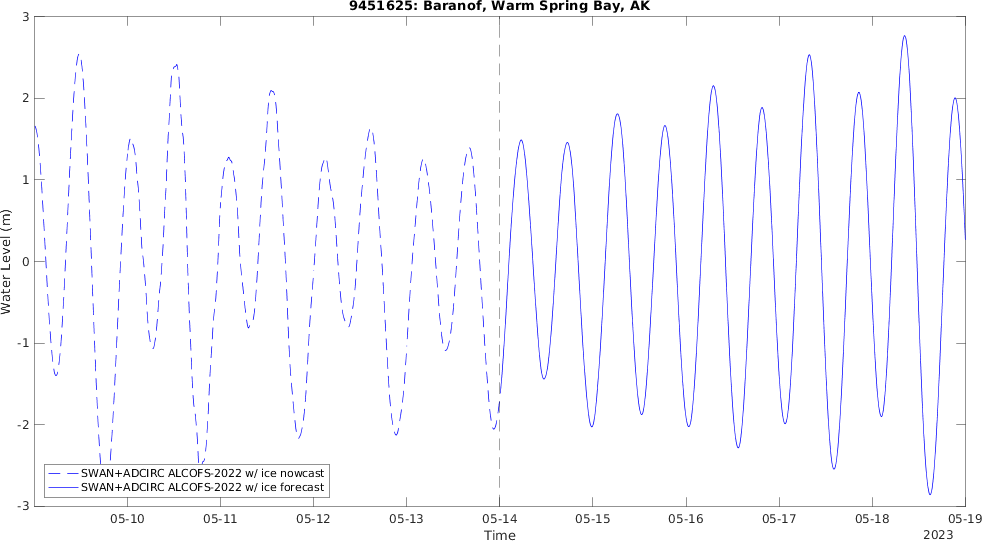 9451625: Baranof, Warm Spring Bay, AK
3
2
1
0
-1
-2
-3
Water Level (m)
SWAN+ADCIRC ALCOFS-2022 w/ ice nowcast
SWAN+ADCIRC ALCOFS-2022 w/ ice forecast
05-10 05-11 05-12 05-13 05-14 05-15 05-16 05-17 05-18 05-19
Time
2023